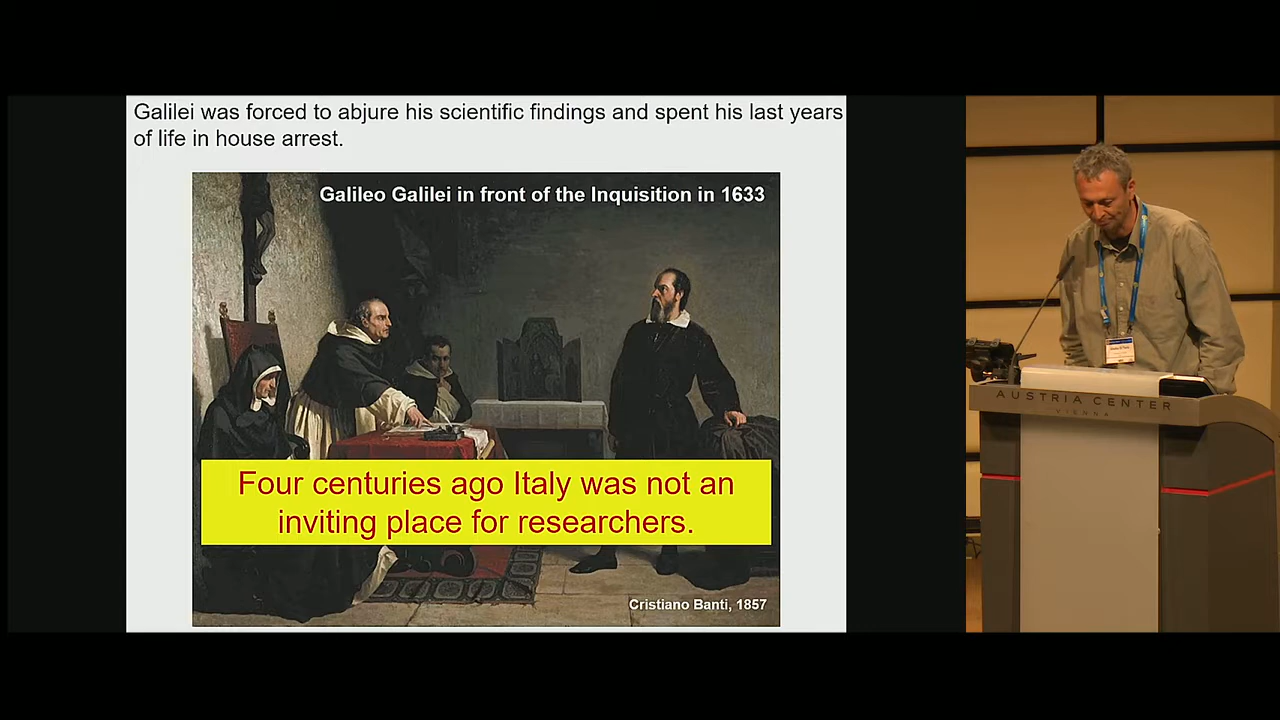 Galilei was forced to abjure his scientific findings and spent his last years
of life in house arrest.
Galileo Galilei in front of the Inquisition in 1633
Four centuries ago Italy was not an
inviting place for researchers.
Cristiano Banti, 1857
AUSTRIA CENTER
VIENNA